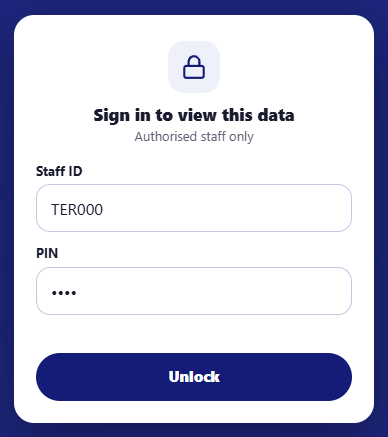 Sign in to view this data
Authorised staff only
Staff ID
TER000
PIN
••••
Unlock